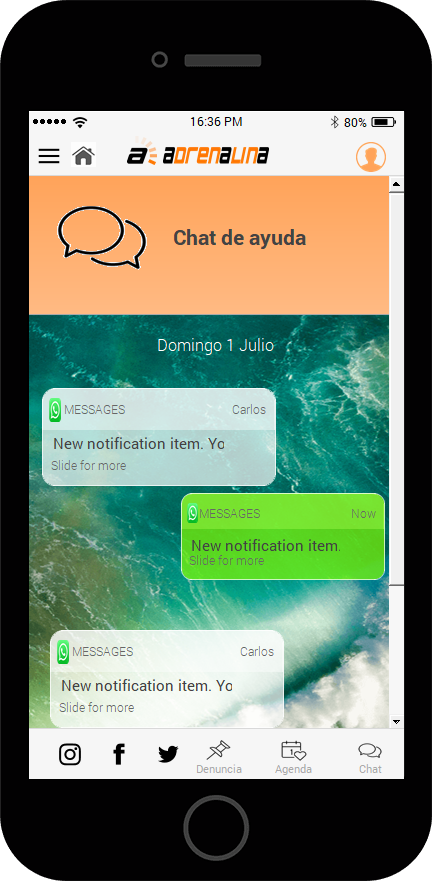 16:36 PM 80%
a adrenalina
Chat de ayuda
Domingo 1 Julio
MESSAGES Carlos
New notification item. Yo
Slide for more
MESSAGES Now
New notification item.
Slide for more
MESSAGES Carlos
New notification item. Yo
Slide for more
Denuncia Agenda Chat